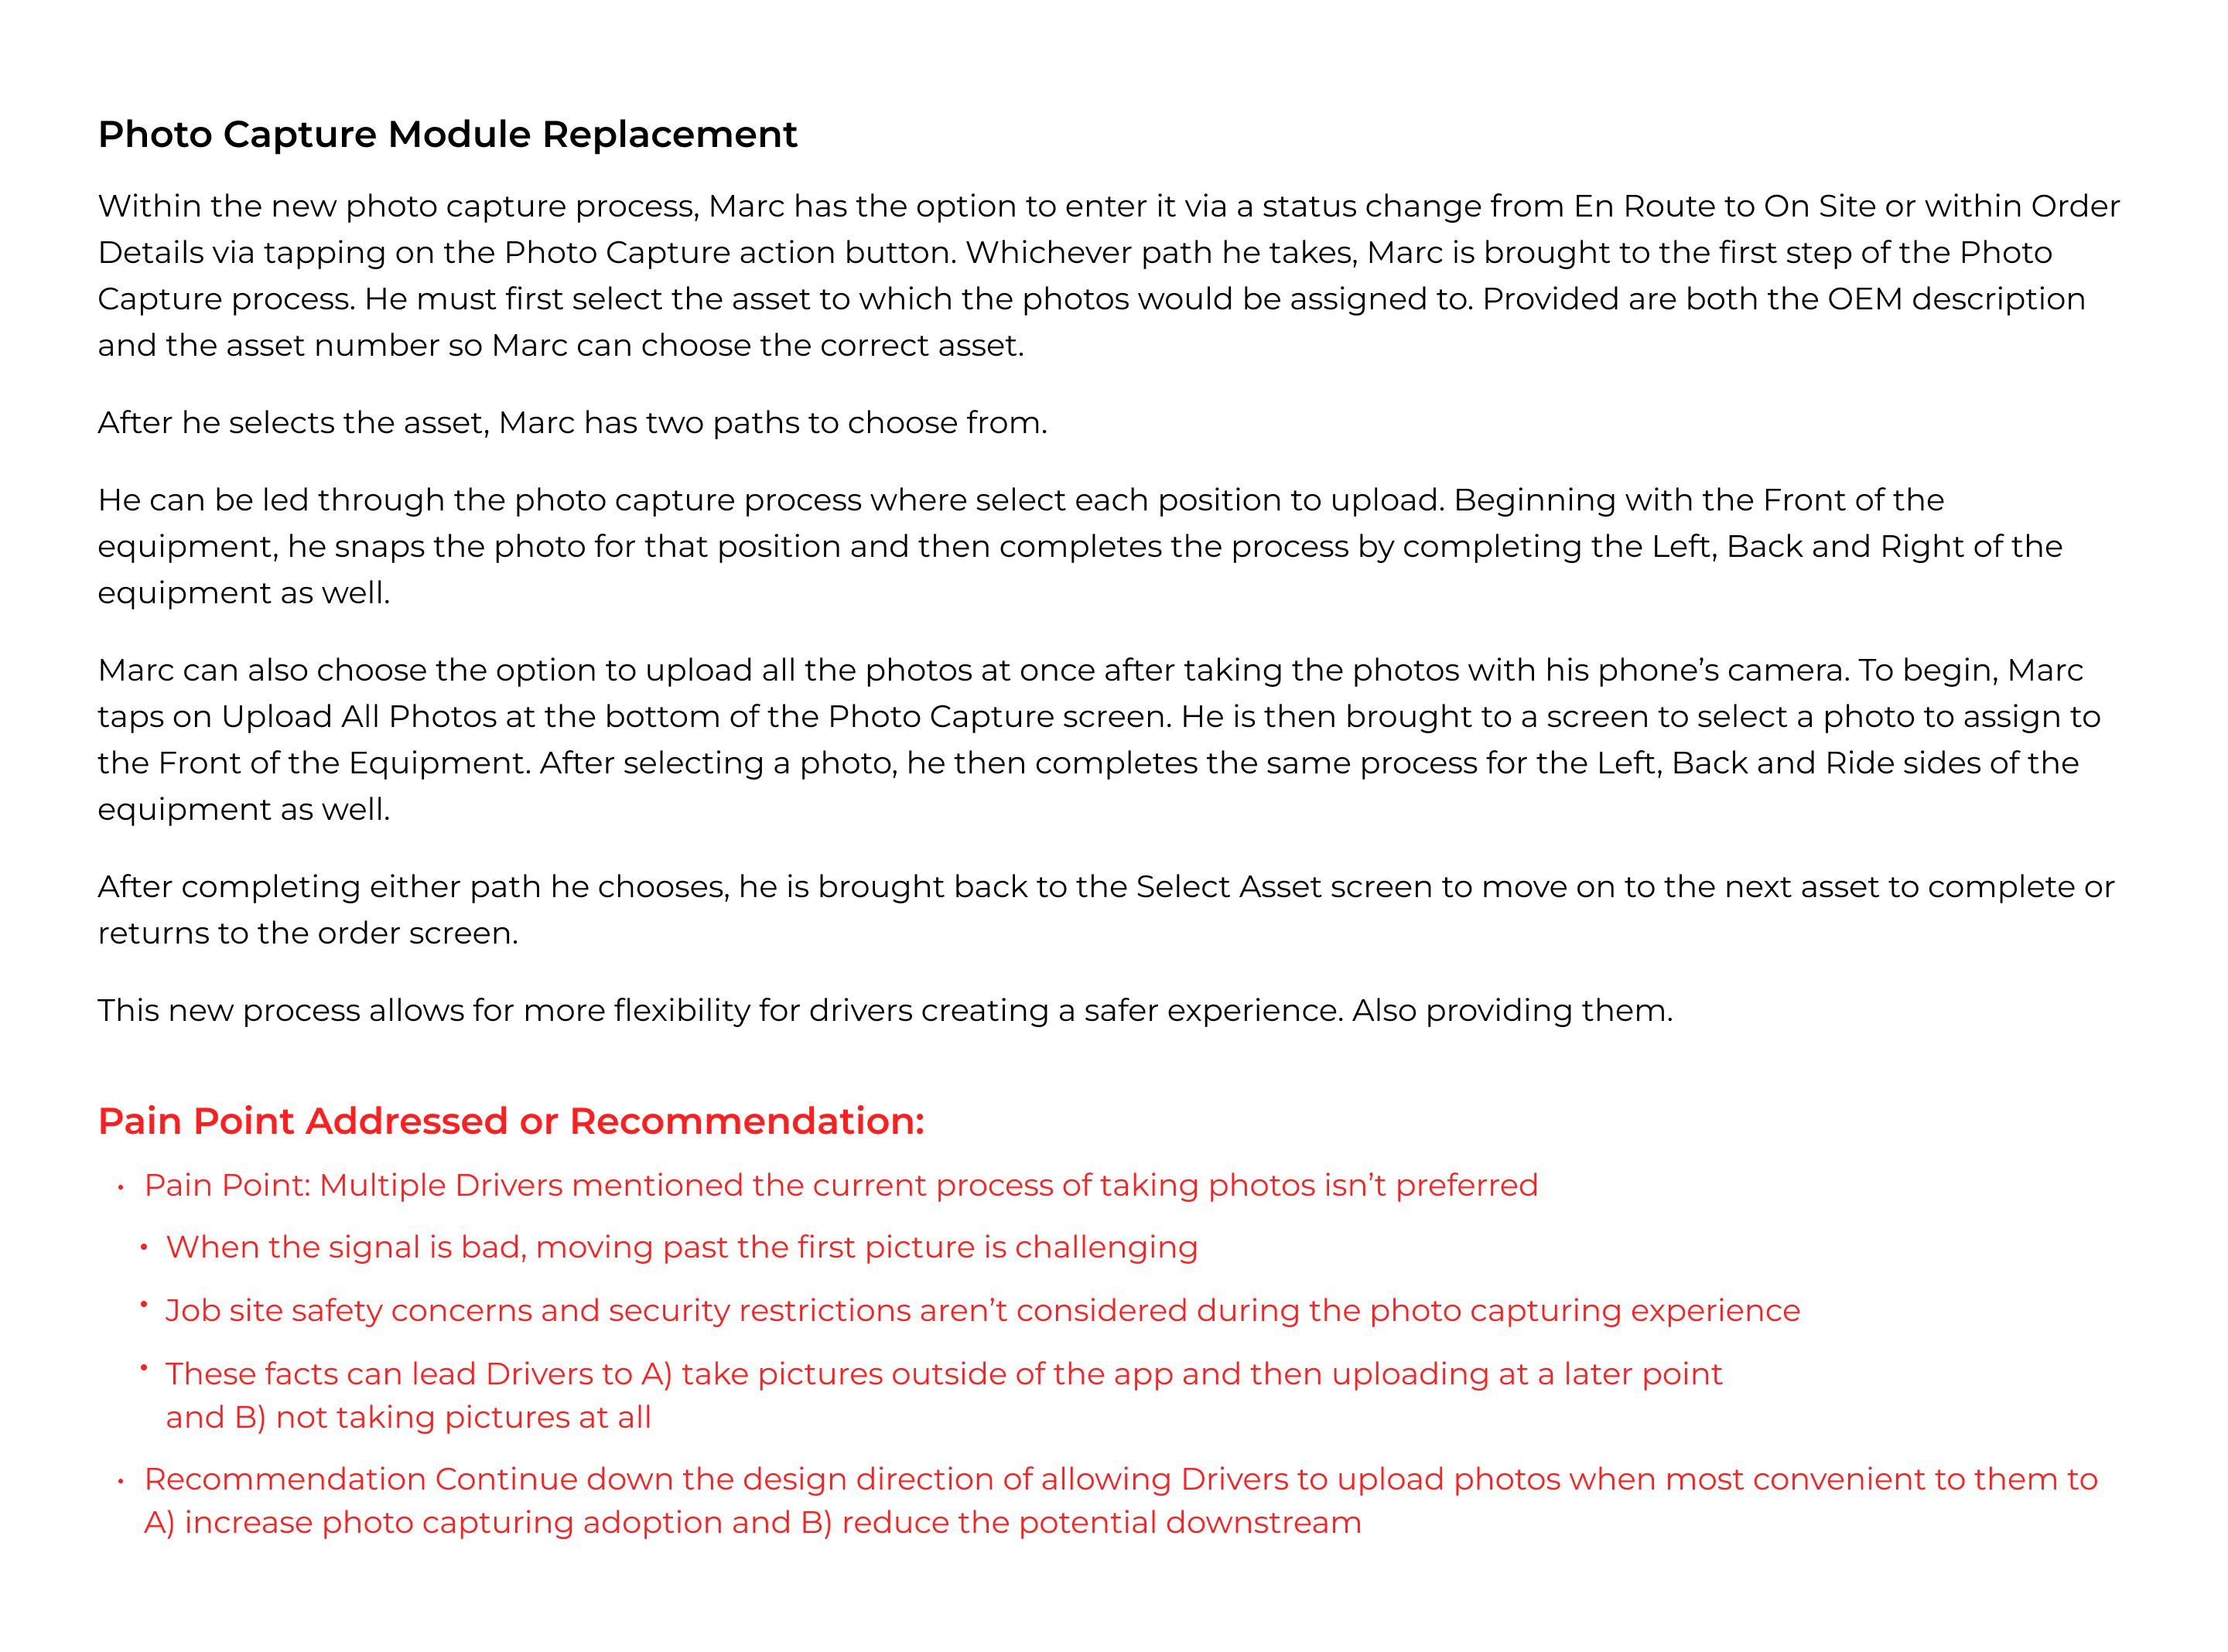 Photo Capture Module Replacement
Within the new photo capture process, Marc has the option to enter it via a status change from En Route to On Site or within Order
Details via tapping on the Photo Capture action button. Whichever path he takes, Marc is brought to the first step of the Photo
Capture process. He must first select the asset to which the photos would be assigned to. Provided are both the OEM description
and the asset number so Marc can choose the correct asset.
After he selects the asset, Marc has two paths to choose from.
He can be led through the photo capture process where select each position to upload. Beginning with the Front of the
equipment, he snaps the photo for that position and then completes the process by completing the Left, Back and Right of the
equipment as well.
Marc can also choose the option to upload all the photos at once after taking the photos with his phone’s camera. To begin, Marc
taps on Upload All Photos at the bottom of the Photo Capture screen. He is then brought to a screen to select a photo to assign to
the Front of the Equipment. After selecting a photo, he then completes the same process for the Left, Back and Ride sides of the
equipment as well.
After completing either path he chooses, he is brought back to the Select Asset screen to move on to the next asset to complete or
returns to the order screen.
This new process allows for more flexibility for drivers creating a safer experience. Also providing them.
Pain Point Addressed or Recommendation:
• Pain Point: Multiple Drivers mentioned the current process of taking photos isn’t preferred
• When the signal is bad, moving past the first picture is challenging
• Job site safety concerns and security restrictions aren’t considered during the photo capturing experience
• These facts can lead Drivers to A) take pictures outside of the app and then uploading at a later point
and B) not taking pictures at all
• Recommendation Continue down the design direction of allowing Drivers to upload photos when most convenient to them to
A) increase photo capturing adoption and B) reduce the potential downstream